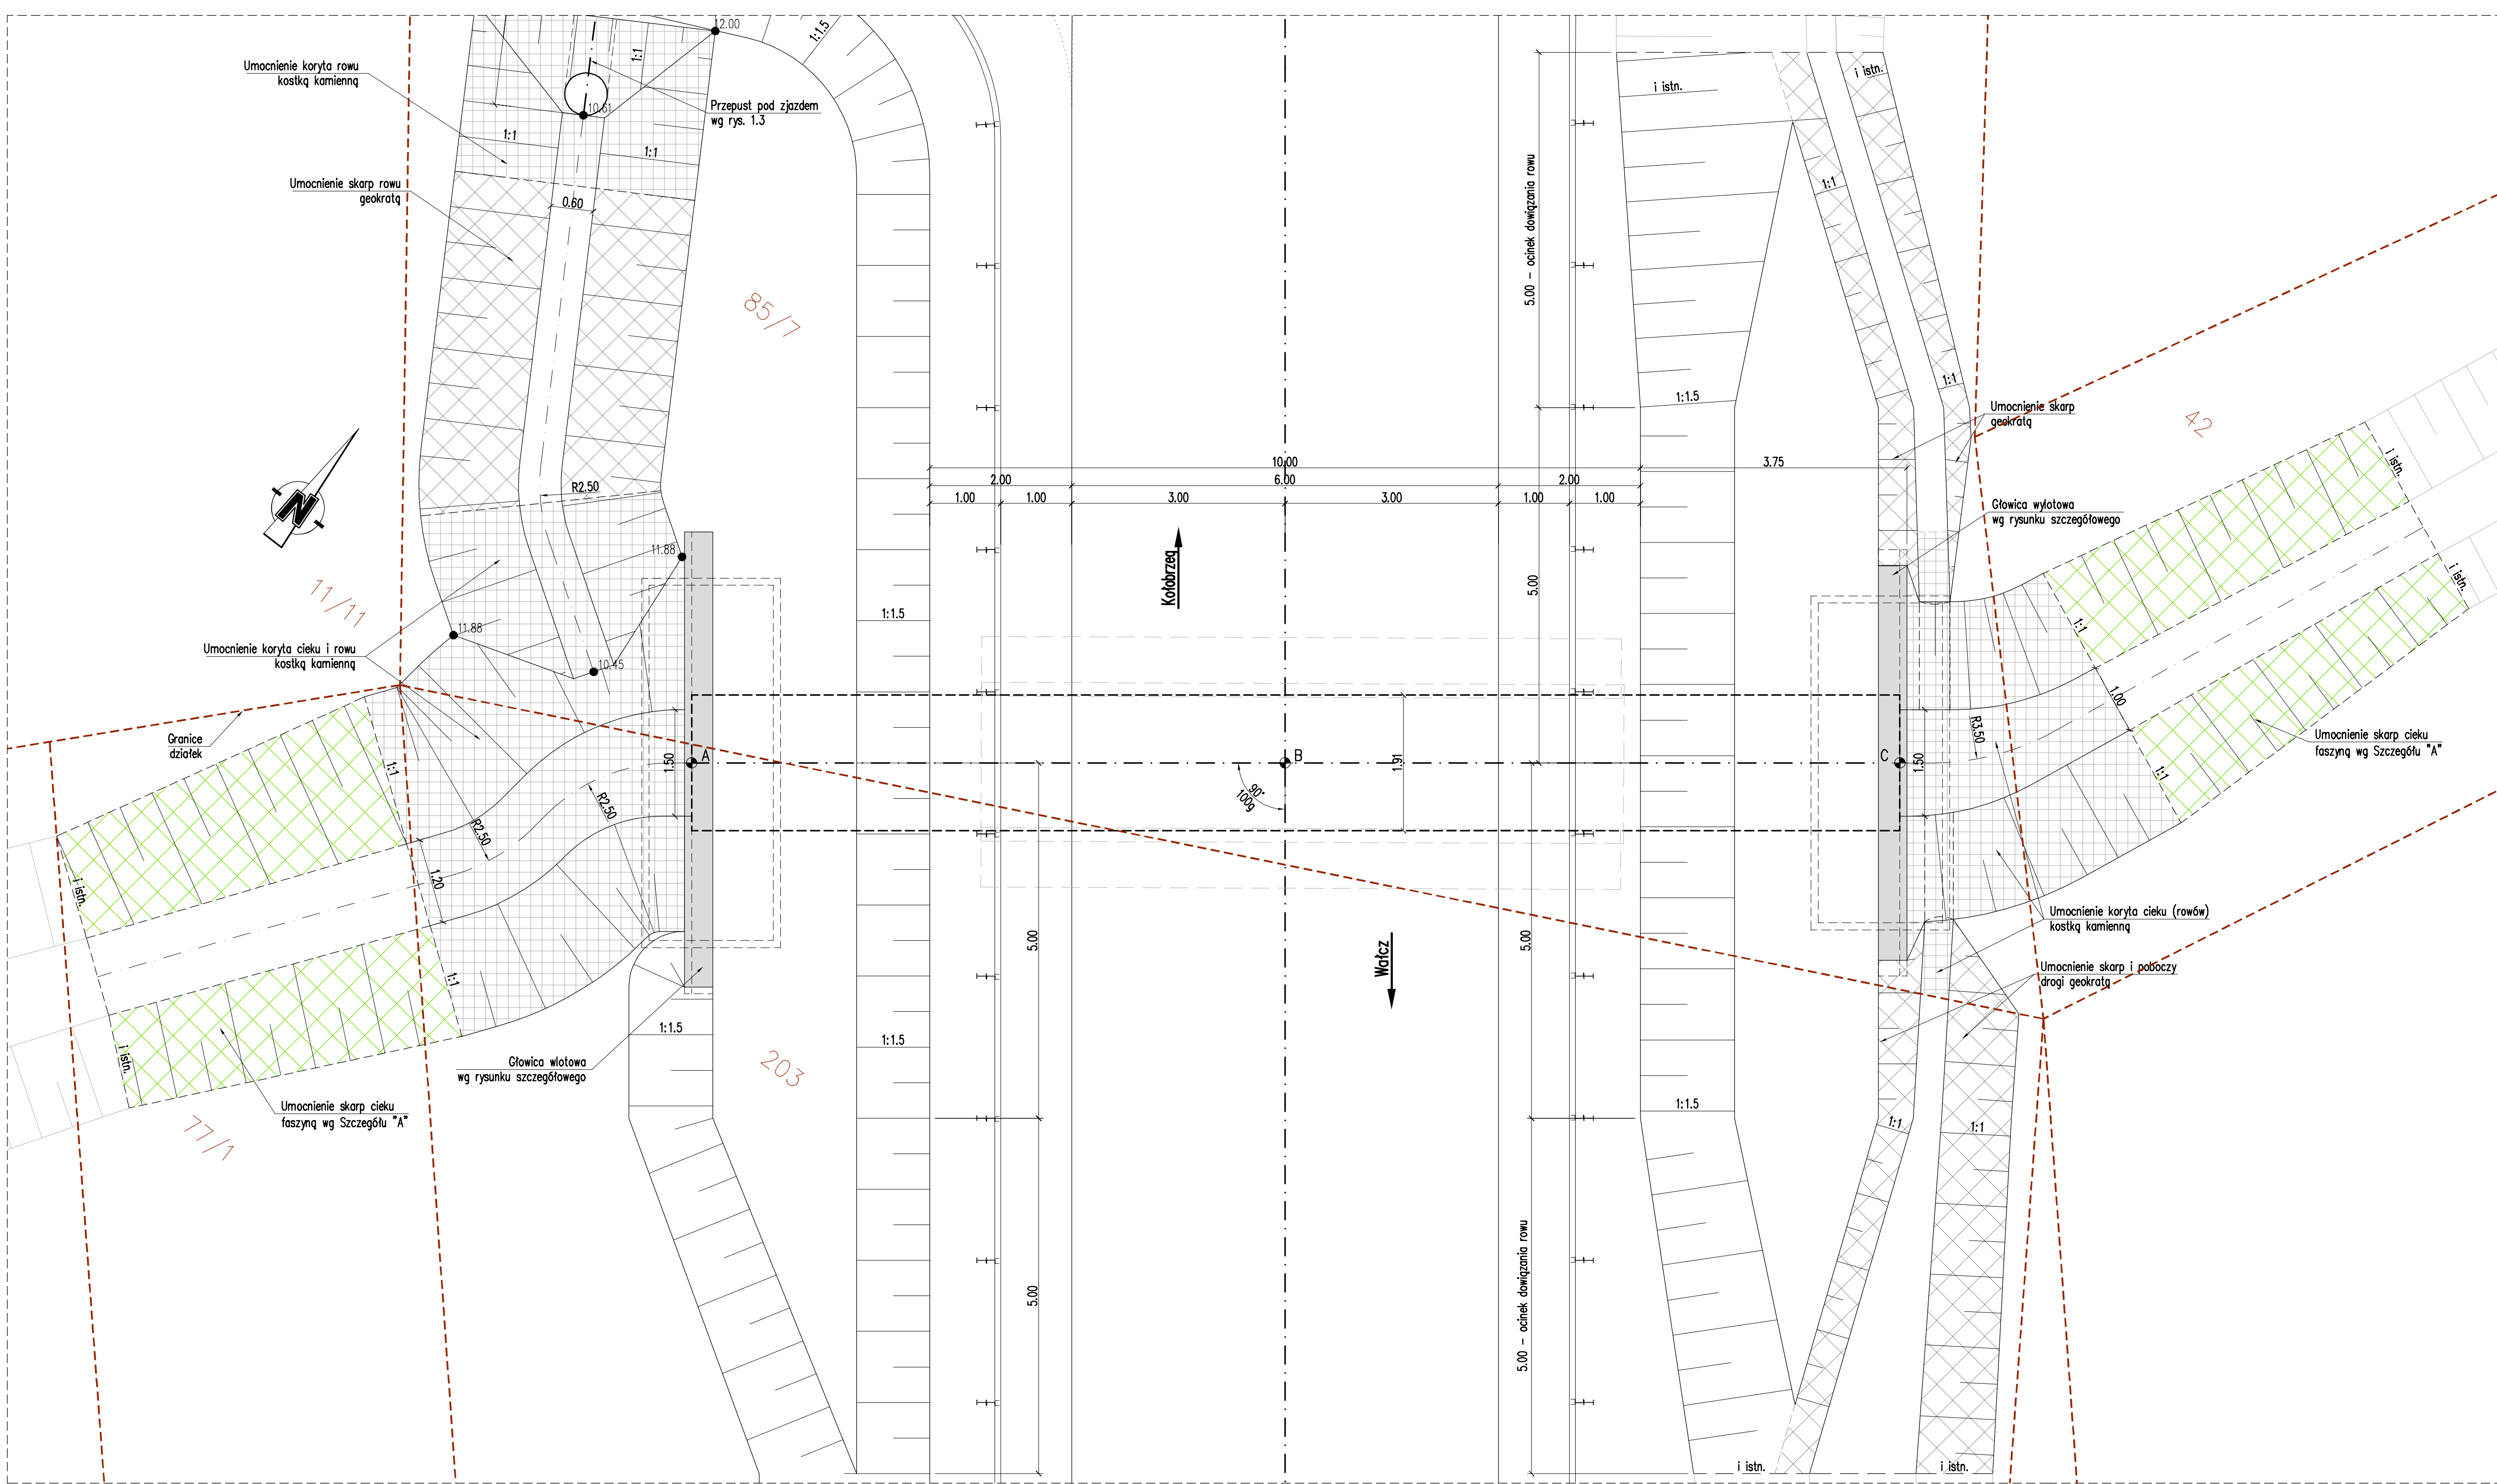 12.00
1:1.5
1:1
Umocnienie koryta rowu
kostką kamienną
10.61
Przepust pod zjazdem
wg rys. 1.3
1:1
1:1
Umocnienie skarp rowu
geokratą
0.60
85/7
R2.50
N
11/11
11.88
11.88
10.45
Umocnienie koryta cieku i rowu
kostką kamienną
Granice
działek
1:1
R2.50
R2.50
1.50
A
1.20
i istn.
1:1
i istn.
Umocnienie skarp cieku
faszyną wg Szczegółu "A"
77/1
Głowica wlotowa
wg rysunku szczegółowego
1:1.5
203
1:1.5
1:1.5
10.00
2.00
6.00
2.00
1.00
1.00
3.00
3.00
1.00
1.00
3.75
Kołobrzeg
B
90°
100g
1.91
Wałcz
5.00
5.00
5.00 - ocinek dowiązania rowu
5.00
5.00
5.00 - ocinek dowiązania rowu
i istn.
i istn.
1:1
1:1
1:1.5
Umocnienie skarp
geokratą
42
Głowica wylotowa
wg rysunku szczegółowego
i istn.
i istn.
1:1
1.00
1:1
R3.50
C
1.50
Umocnienie skarp cieku
faszyną wg Szczegółu "A"
Umocnienie koryta cieku (rowów)
kostką kamienną
Umocnienie skarp i poboczy
drogi geokratą
1:1.5
1:1
1:1
i istn.
i istn.